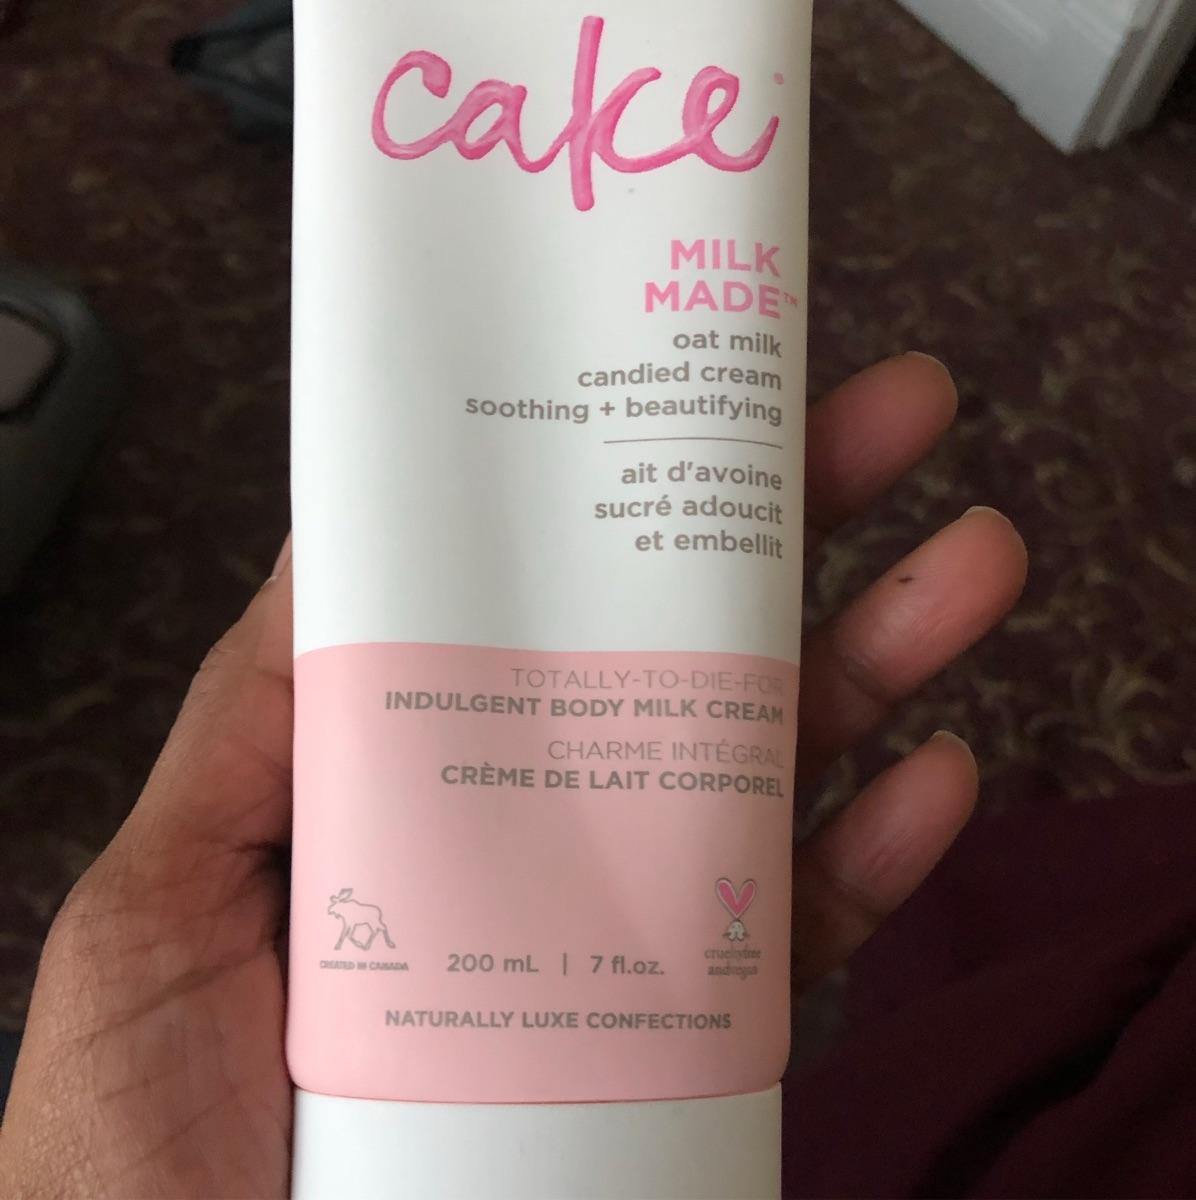 cake
MILK
MADE™
oat milk
candied cream
soothing + beautifying
ait d'avoine
sucré adoucit
et embellit
TOTALLY-TO-DIE-FOR
INDULGENT BODY MILK CREAM
CHARME INTÉGRAL
CRÈME DE LAIT CORPOREL
CREATED IN CANADA
200 mL | 7 fl.oz.
crueltyfree
andvegan
NATURALLY LUXE CONFECTIONS